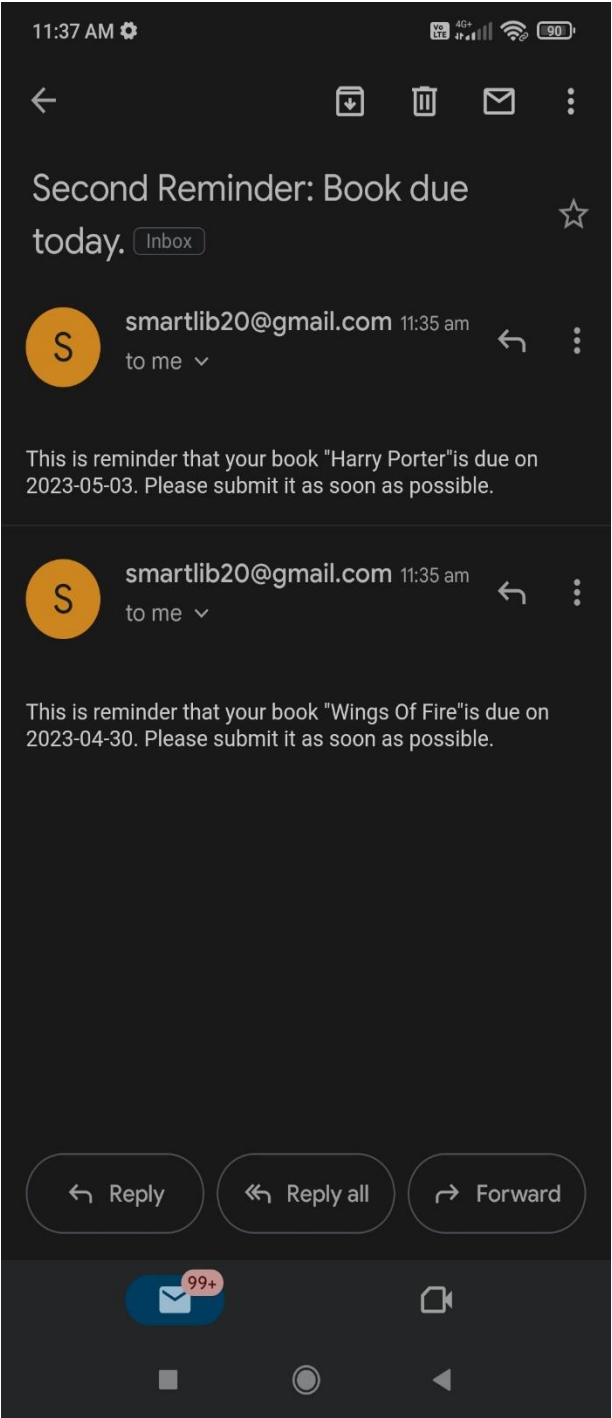 11:37 AM
Vo LTE 4G+ 90
Second Reminder: Book due
today. Inbox
S
smartlib20@gmail.com 11:35 am
to me
This is reminder that your book "Harry Porter"is due on
2023-05-03. Please submit it as soon as possible.
S
smartlib20@gmail.com 11:35 am
to me
This is reminder that your book "Wings Of Fire"is due on
2023-04-30. Please submit it as soon as possible.
Reply Reply all Forward
99+